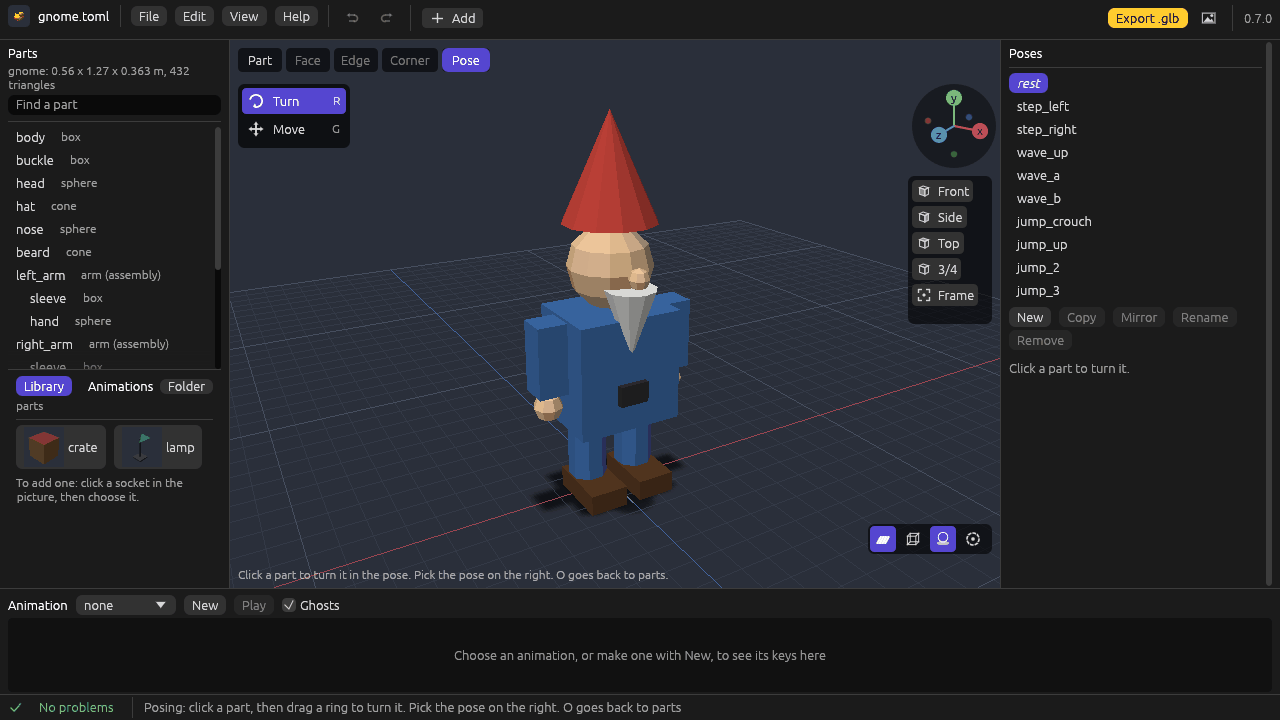 gnome.toml
File Edit View Help
Add
Export .glb
0.7.0
Parts
gnome: 0.56 x 1.27 x 0.363 m, 432
triangles
Find a part
body box
buckle box
head sphere
hat cone
nose sphere
beard cone
left_arm arm (assembly)
sleeve box
hand sphere
right_arm arm (assembly)
sleeve box
Library Animations Folder
parts
crate lamp
To add one: click a socket in the
picture, then choose it.
Part Face Edge Corner Pose
Turn R
Move G
y
x
z
Front
Side
Top
3/4
Frame
Click a part to turn it in the pose. Pick the pose on the right. O goes back to parts.
Poses
rest
step_left
step_right
wave_up
wave_a
wave_b
jump_crouch
jump_up
jump_2
jump_3
New Copy Mirror Rename
Remove
Click a part to turn it.
Animation none New Play Ghosts
Choose an animation, or make one with New, to see its keys here
No problems Posing: click a part, then drag a ring to turn it. Pick the pose on the right. O goes back to parts